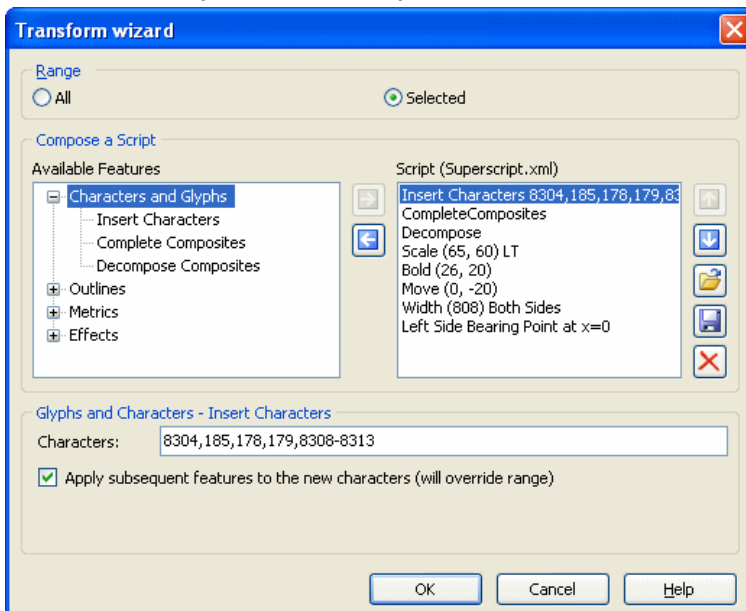 Transform wizard
Range
All
Selected
Compose a Script
Available Features
Script (Superscript.xml)
Characters and Glyphs
Insert Characters
Complete Composites
Decompose Composites
Outlines
Metrics
Effects
Insert Characters 8304,185,178,179,83
CompleteComposites
Decompose
Scale (65, 60) LT
Bold (26, 20)
Move (0, -20)
Width (808) Both Sides
Left Side Bearing Point at x=0
Glyphs and Characters - Insert Characters
Characters: 8304,185,178,179,8308-8313
Apply subsequent features to the new characters (will override range)
OK
Cancel
Help